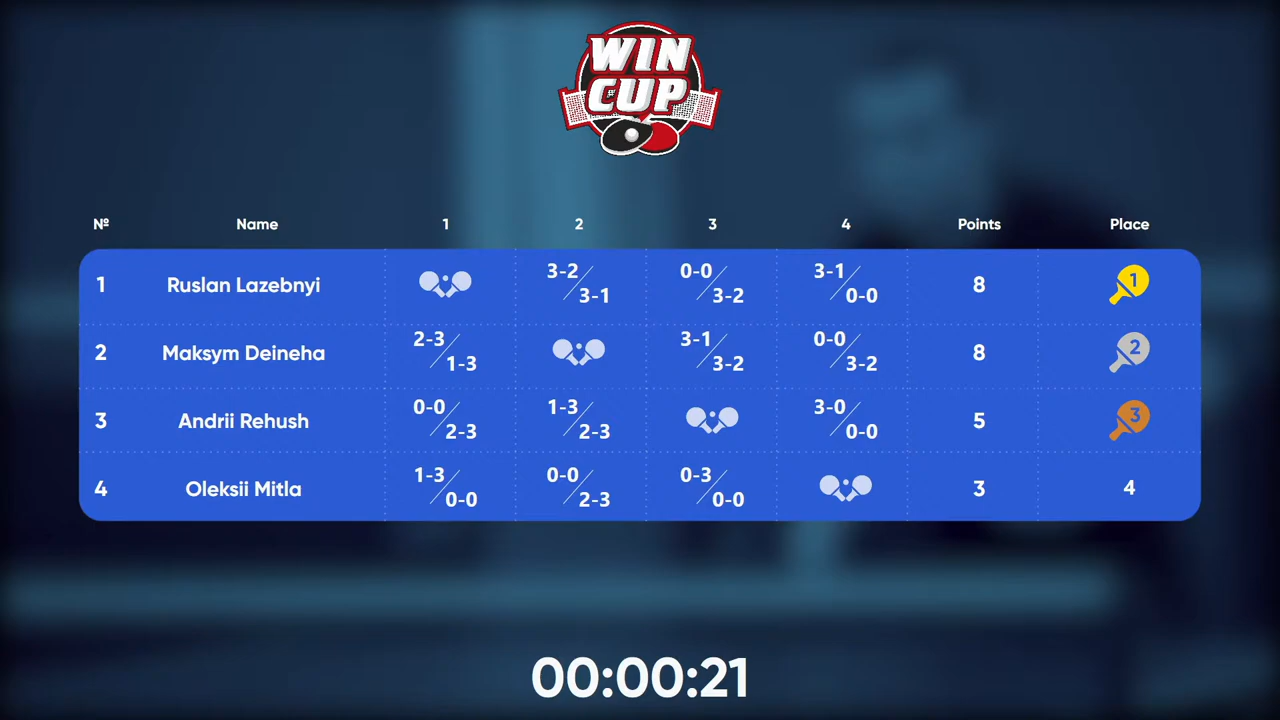 WIN
CUP
№ Name 1 2 3 4 Points Place
1 Ruslan Lazebnyi 3-2/3-1 0-0/3-2 3-1/0-0 8 1
2 Maksym Deineha 2-3/1-3 3-1/3-2 0-0/3-2 8 2
3 Andrii Rehush 0-0/2-3 1-3/2-3 3-0/0-0 5 3
4 Oleksii Mitla 1-3/0-0 0-0/2-3 0-3/0-0 3 4
00:00:21